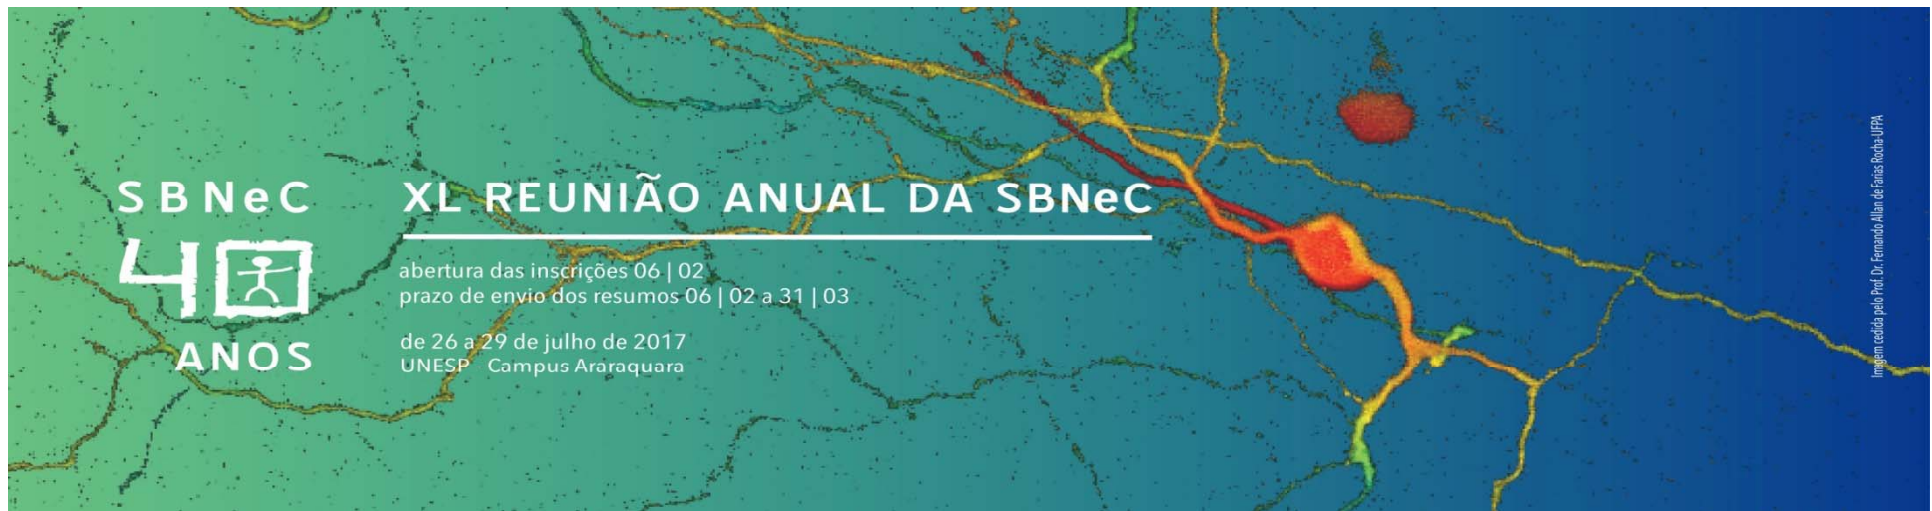 SBNeC
40
ANOS
XL REUNIÃO ANUAL DA SBNeC
abertura das inscrições 06 | 02
prazo de envio dos resumos 06 | 02 a 31 | 03
de 26 a 29 de julho de 2017
UNESP Campus Araraquara
Imagem cedida pelo Prof. Dr. Fernando Allan de Farias Rocha-UFPA